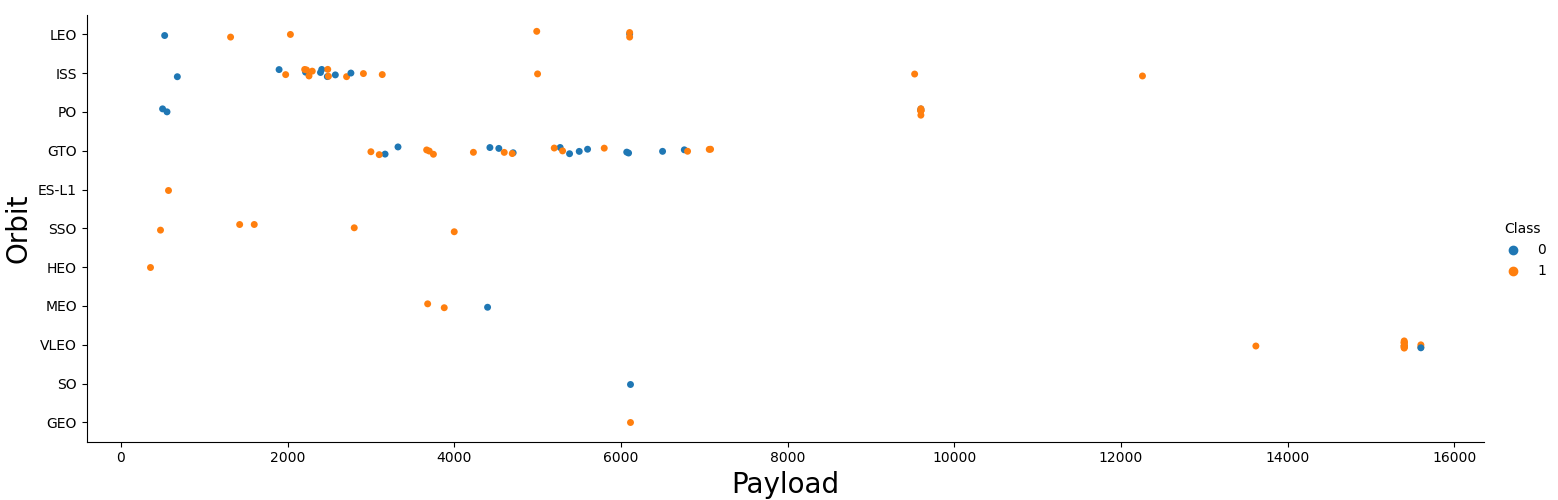 LEO
ISS
PO
GTO
ES-L1
SSO
HEO
MEO
VLEO
SO
GEO
Orbit
0 2000 4000 6000 8000 10000 12000 14000 16000
Payload
Class
0
1